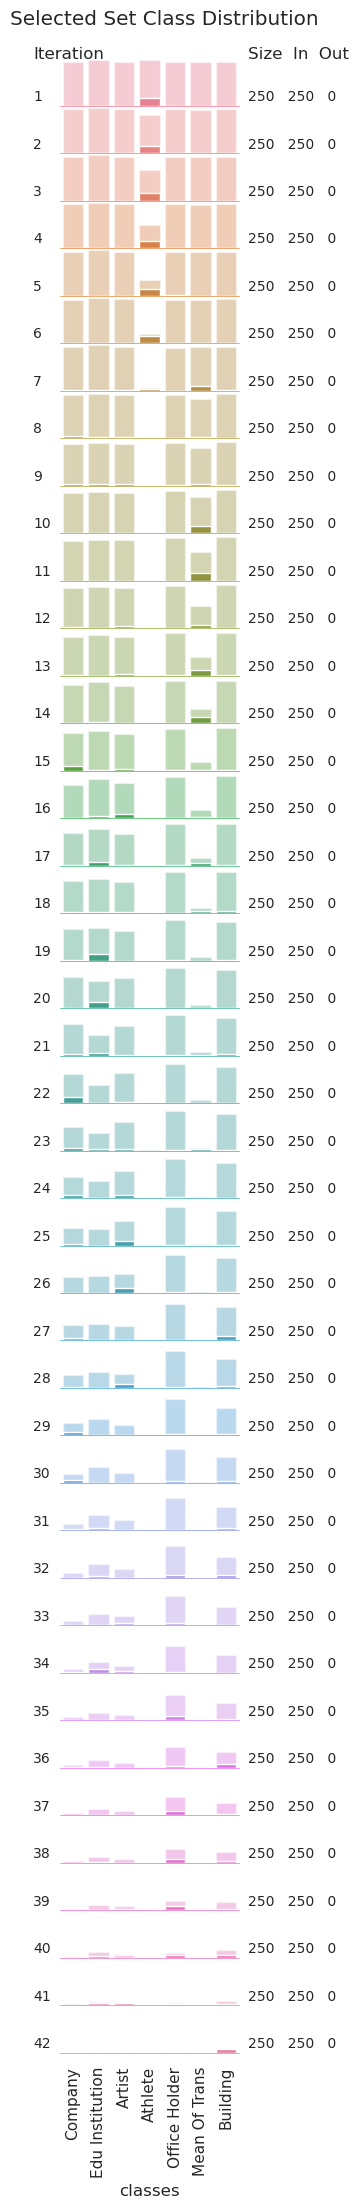 Selected Set Class Distribution
Iteration Size In Out
1 250 250 0
2 250 250 0
3 250 250 0
4 250 250 0
5 250 250 0
6 250 250 0
7 250 250 0
8 250 250 0
9 250 250 0
10 250 250 0
11 250 250 0
12 250 250 0
13 250 250 0
14 250 250 0
15 250 250 0
16 250 250 0
17 250 250 0
18 250 250 0
19 250 250 0
20 250 250 0
21 250 250 0
22 250 250 0
23 250 250 0
24 250 250 0
25 250 250 0
26 250 250 0
27 250 250 0
28 250 250 0
29 250 250 0
30 250 250 0
31 250 250 0
32 250 250 0
33 250 250 0
34 250 250 0
35 250 250 0
36 250 250 0
37 250 250 0
38 250 250 0
39 250 250 0
40 250 250 0
41 250 250 0
42 250 250 0
Company
Edu Institution
Artist
Athlete
Office Holder
Mean Of Trans
Building
classes